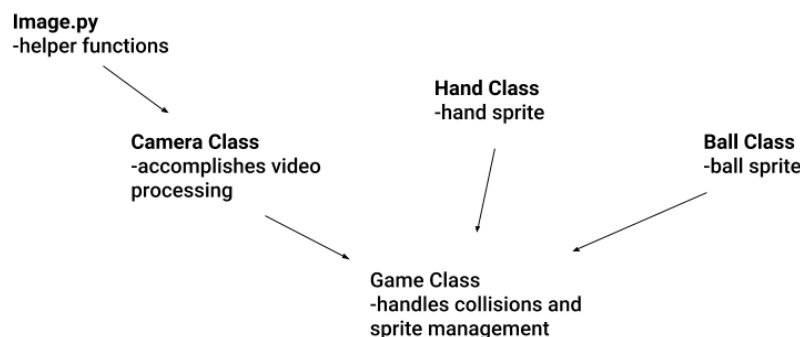 Image.py
-helper functions
Hand Class
-hand sprite
Camera Class
-accomplishes video
processing
Ball Class
-ball sprite
Game Class
-handles collisions and
sprite management